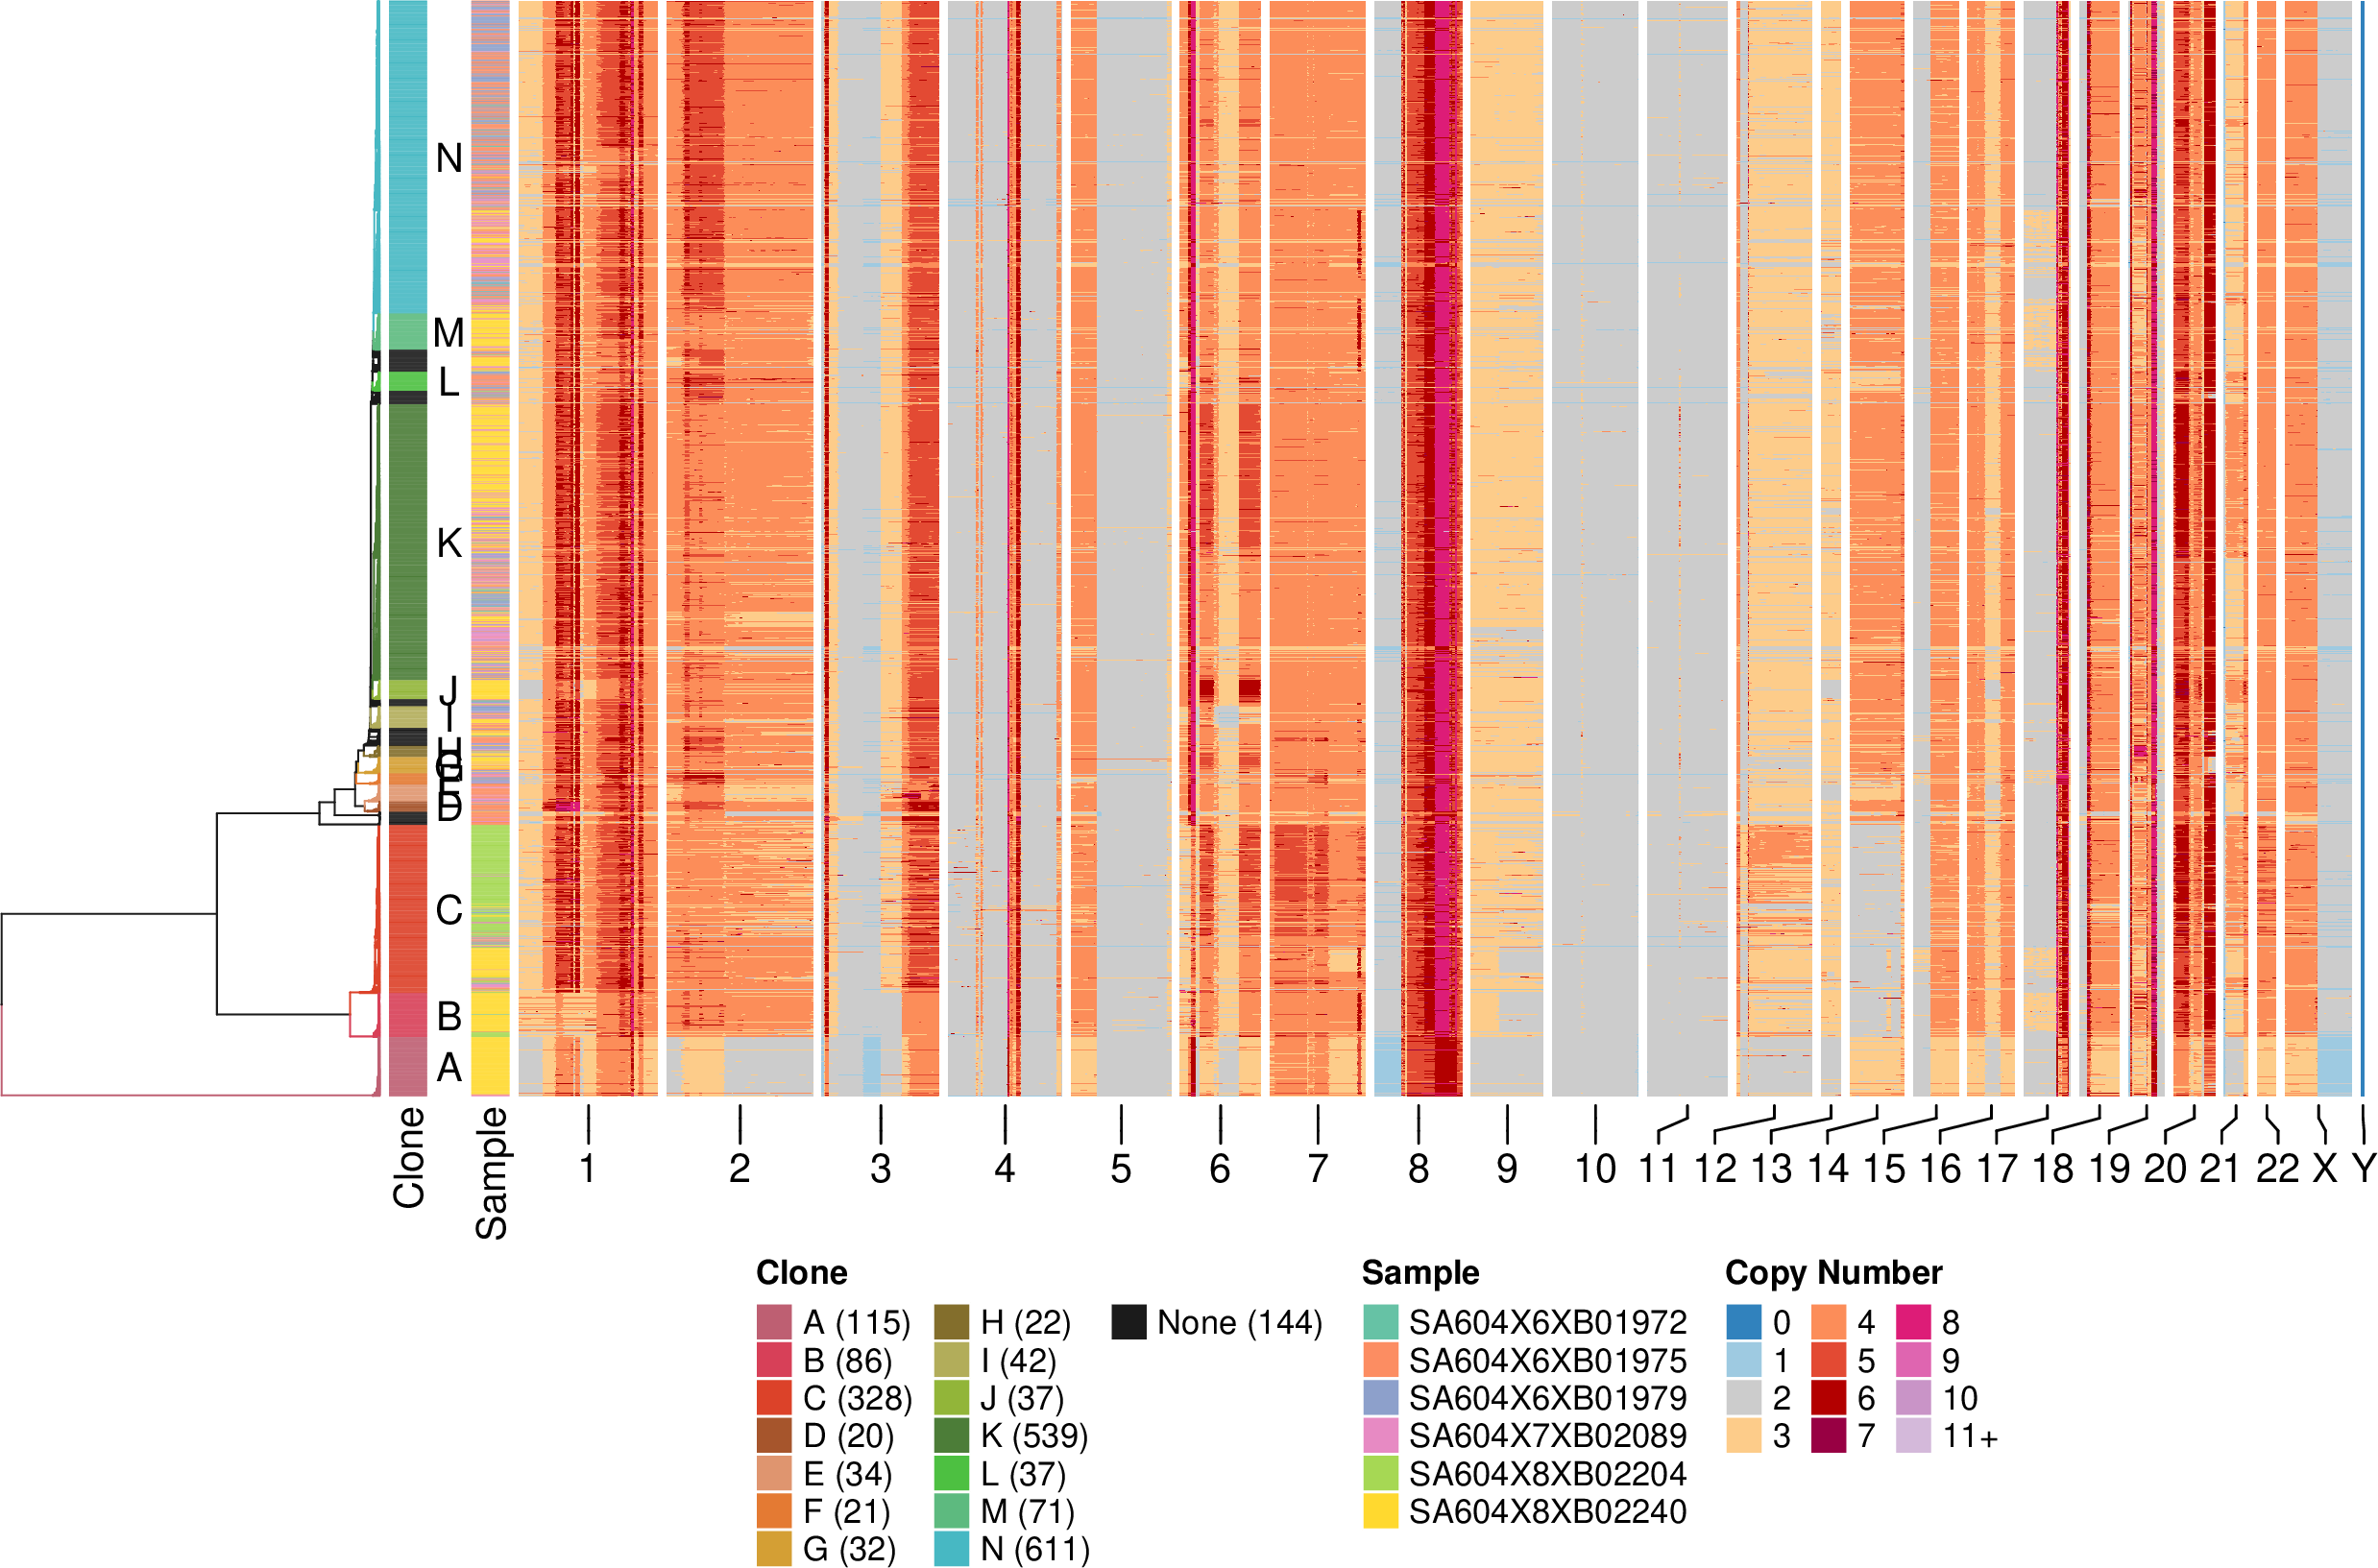 N
M
L
K
J
I
H
G
F
E
D
C
B
A
Clone
Sample
1 2 3 4 5 6 7 8 9 10 11 12 13 14 15 16 17 18 19 20 21 22 X Y
Clone Sample Copy Number
A (115) H (22) None (144) SA604X6XB01972 0 4 8
B (86) I (42) SA604X6XB01975 1 5 9
C (328) J (37) SA604X6XB01979 2 6 10
D (20) K (539) SA604X7XB02089 3 7 11+
E (34) L (37) SA604X8XB02204
F (21) M (71) SA604X8XB02240
G (32) N (611)